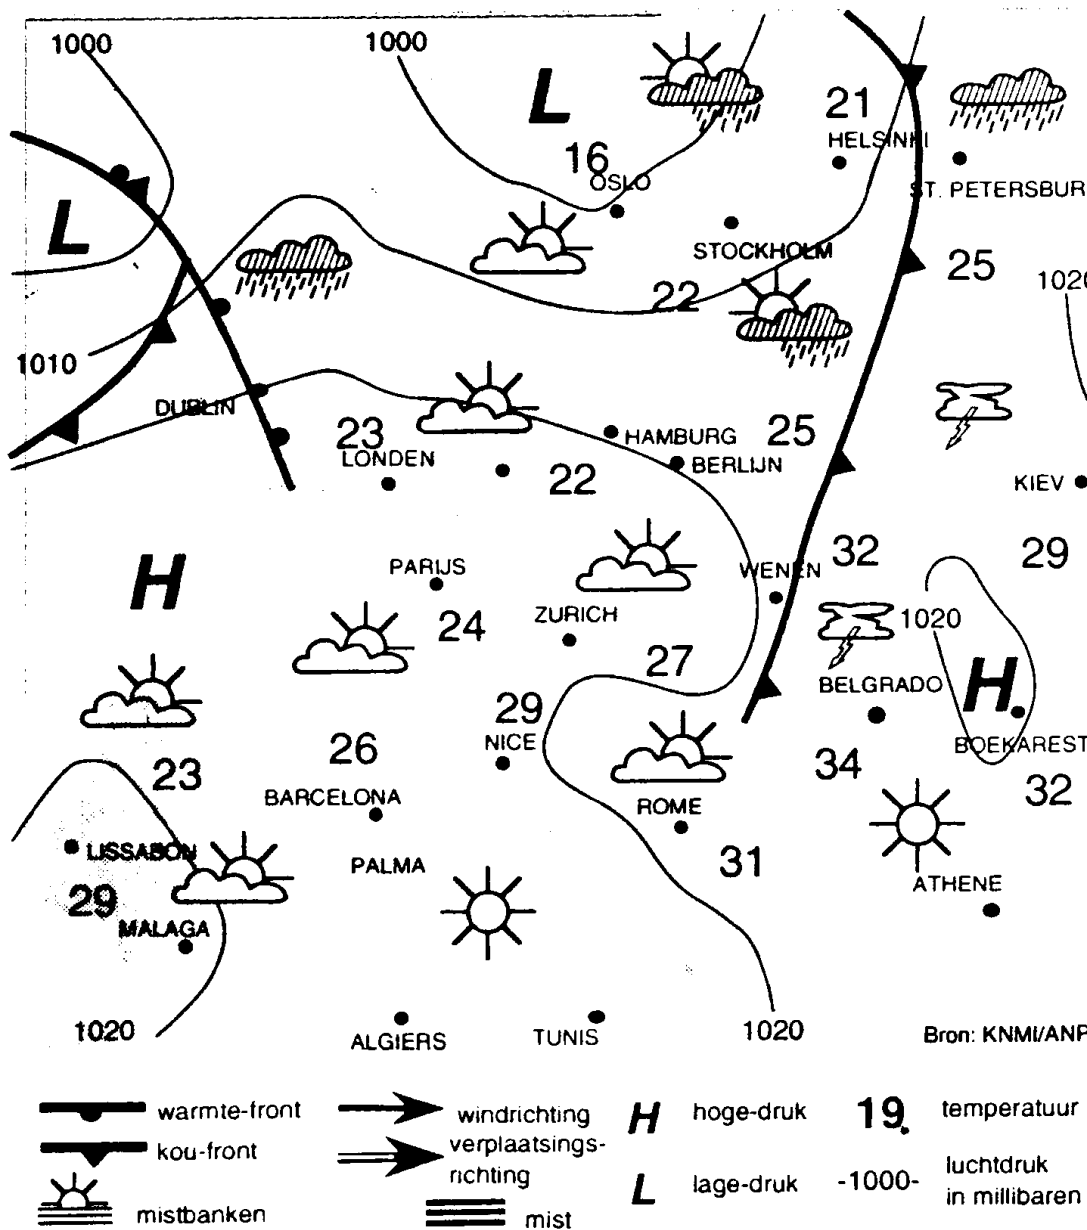 1000
1000
L
21
HELSINKI
16
OSLO
ST. PETERSBUR
L
STOCKHOLM
25
22
1020
1010
DUBLIN
23
LONDEN
HAMBURG
25
BERLIJN
22
KIEV
H
PARIJS
32
29
WENEN
24
ZURICH
1020
27
BELGRADO
H
29
NICE
BOEKAREST
23
26
34
32
BARCELONA
ROME
LISSABON
PALMA
31
29
ATHENE
MALAGA
1020
ALGIERS
TUNIS
1020
Bron: KNMI/ANP
warmte-front
windrichting
H hoge-druk
19 temperatuur
kou-front
verplaatsings-
richting
L lage-druk
-1000- luchtdruk
in millibaren
mistbanken
mist